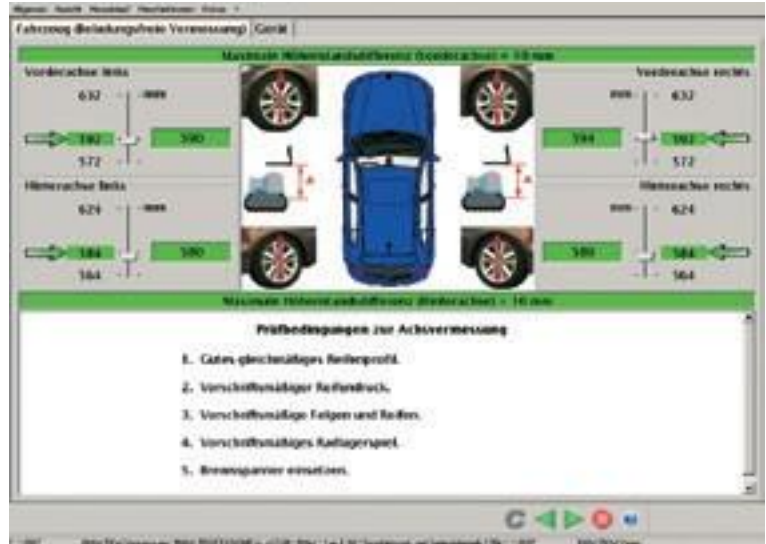 Fahrzeug (Beladungsfreie Vermessung) Gerät
Maximale Höhenstandsdifferenz (Vorderachse) = 10 mm
Vorderachse links
Vorderachse rechts
632 mm
mm 632
592 590
594 592
572
572
Hinterachse links
Hinterachse rechts
624 mm
mm 624
584 580
580 584
564
564
A
A
Maximale Höhenstandsdifferenz (Hinterachse) = 10 mm
Prüfbedingungen zur Achsvermessung
1. Gutes gleichmäßiges Reifenprofil.
2. Vorschriftsmäßiger Reifendruck.
3. Vorschriftsmäßige Felgen und Reifen.
4. Vorschriftsmäßiges Radlagerspiel.
5. Bremsspanner einsetzen.